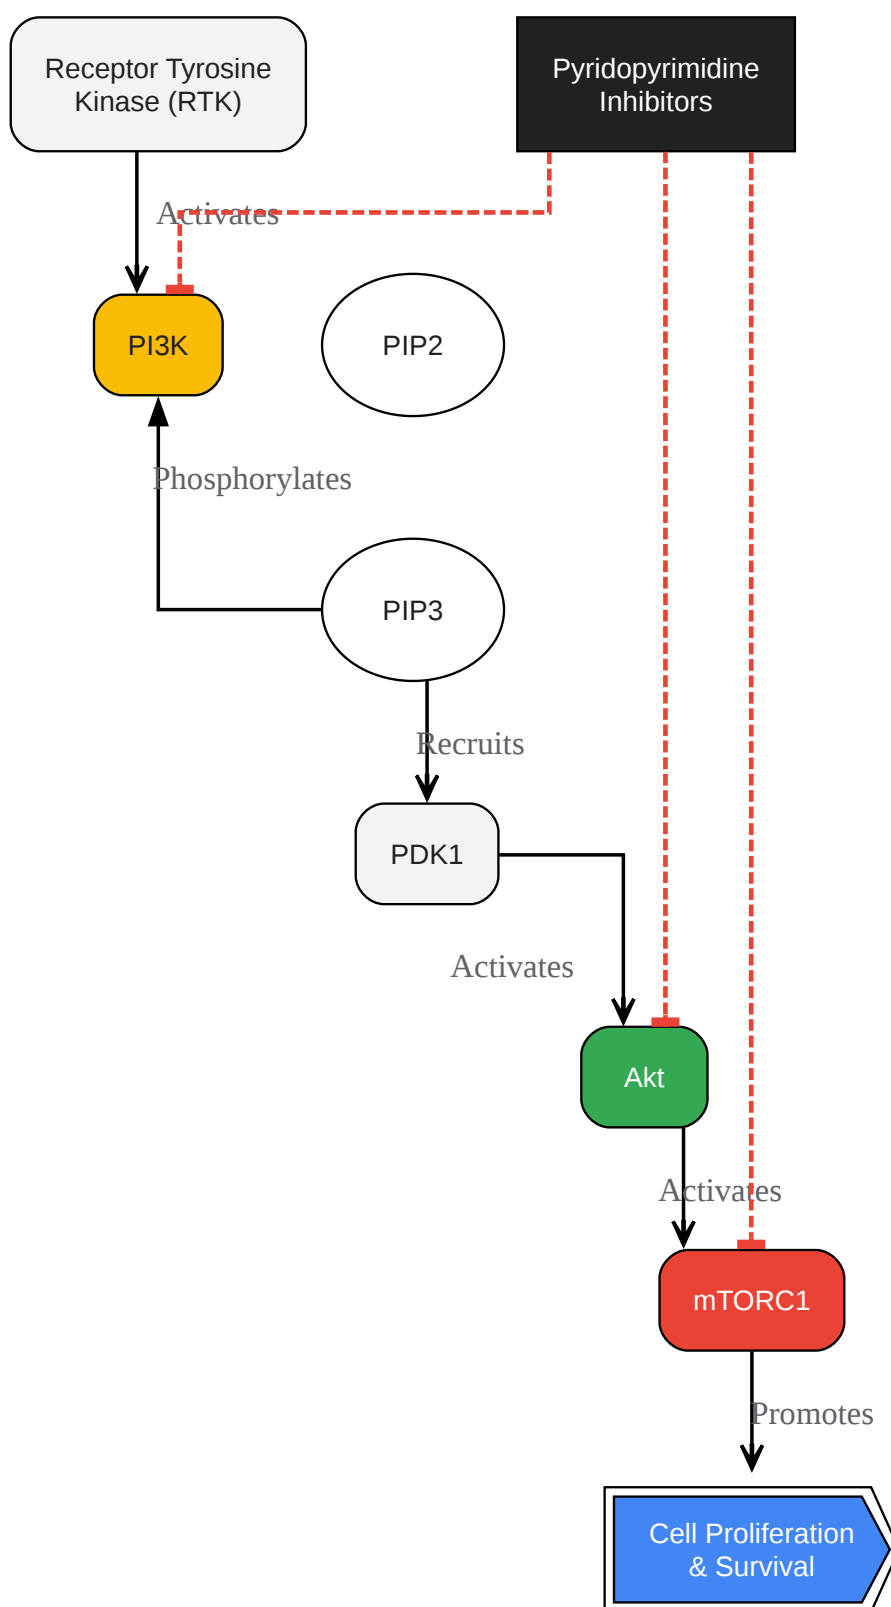 Receptor Tyrosine
Kinase (RTK)
Pyridopyrimidine
Inhibitors
Activates
PI3K
PIP2
Phosphorylates
PIP3
Recruits
PDK1
Activates
Akt
Activates
mTORC1
Promotes
Cell Proliferation
& Survival